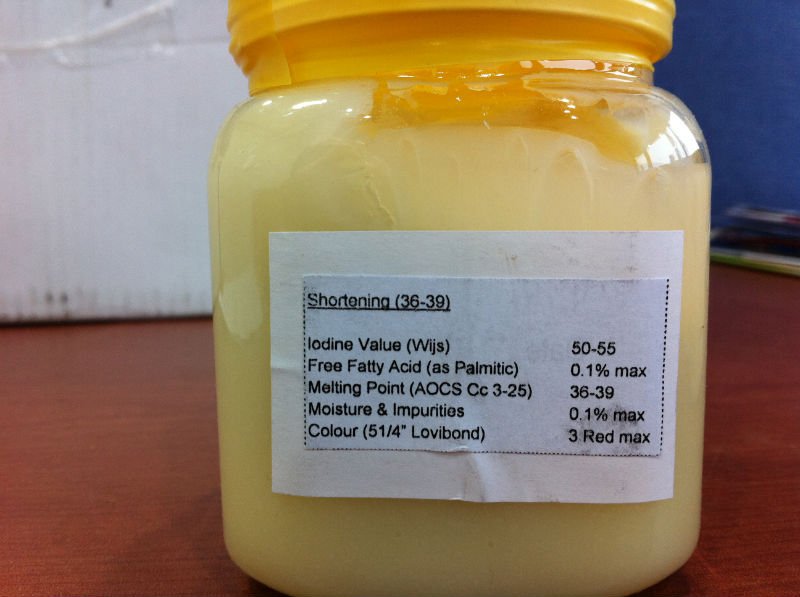 Shortening (36-39)
Iodine Value (Wijs) 50-55
Free Fatty Acid (as Palmitic) 0.1% max
Melting Point (AOCS Cc 3-25) 36-39
Moisture & Impurities 0.1% max
Colour (51/4" Lovibond) 3 Red max